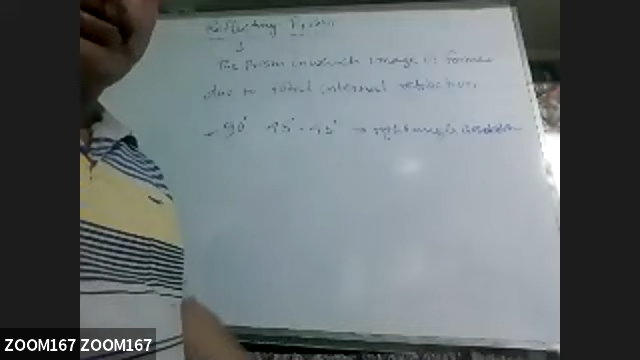 Reflecting Prism
The Prism in which image is formed
due to total internal reflection.
90° 45° - 45° → right angle
ZOOM167 ZOOM167